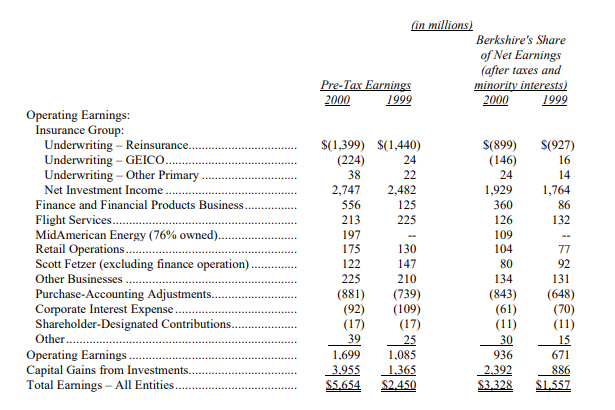 (in millions)
Berkshire's Share
of Net Earnings
(after taxes and
Pre-Tax Earnings minority interests)
2000 1999 2000 1999
Operating Earnings:
Insurance Group:
Underwriting – Reinsurance................................ $(1,399) $(1,440) $(899) $(927)
Underwriting – GEICO....................................... (224) 24 (146) 16
Underwriting – Other Primary ............................ 38 22 24 14
Net Investment Income ....................................... 2,747 2,482 1,929 1,764
Finance and Financial Products Business............... 556 125 360 86
Flight Services....................................................... 213 225 126 132
MidAmerican Energy (76% owned)....................... 197 -- 109 --
Retail Operations................................................... 175 130 104 77
Scott Fetzer (excluding finance operation) ............. 122 147 80 92
Other Businesses ................................................... 225 210 134 131
Purchase-Accounting Adjustments......................... (881) (739) (843) (648)
Corporate Interest Expense .................................... (92) (109) (61) (70)
Shareholder-Designated Contributions................... (17) (17) (11) (11)
Other..................................................................... 39 25 30 15
Operating Earnings .................................................. 1,699 1,085 936 671
Capital Gains from Investments................................ 3,955 1,365 2,392 886
Total Earnings – All Entities..................................... $5,654 $2,450 $3,328 $1,557